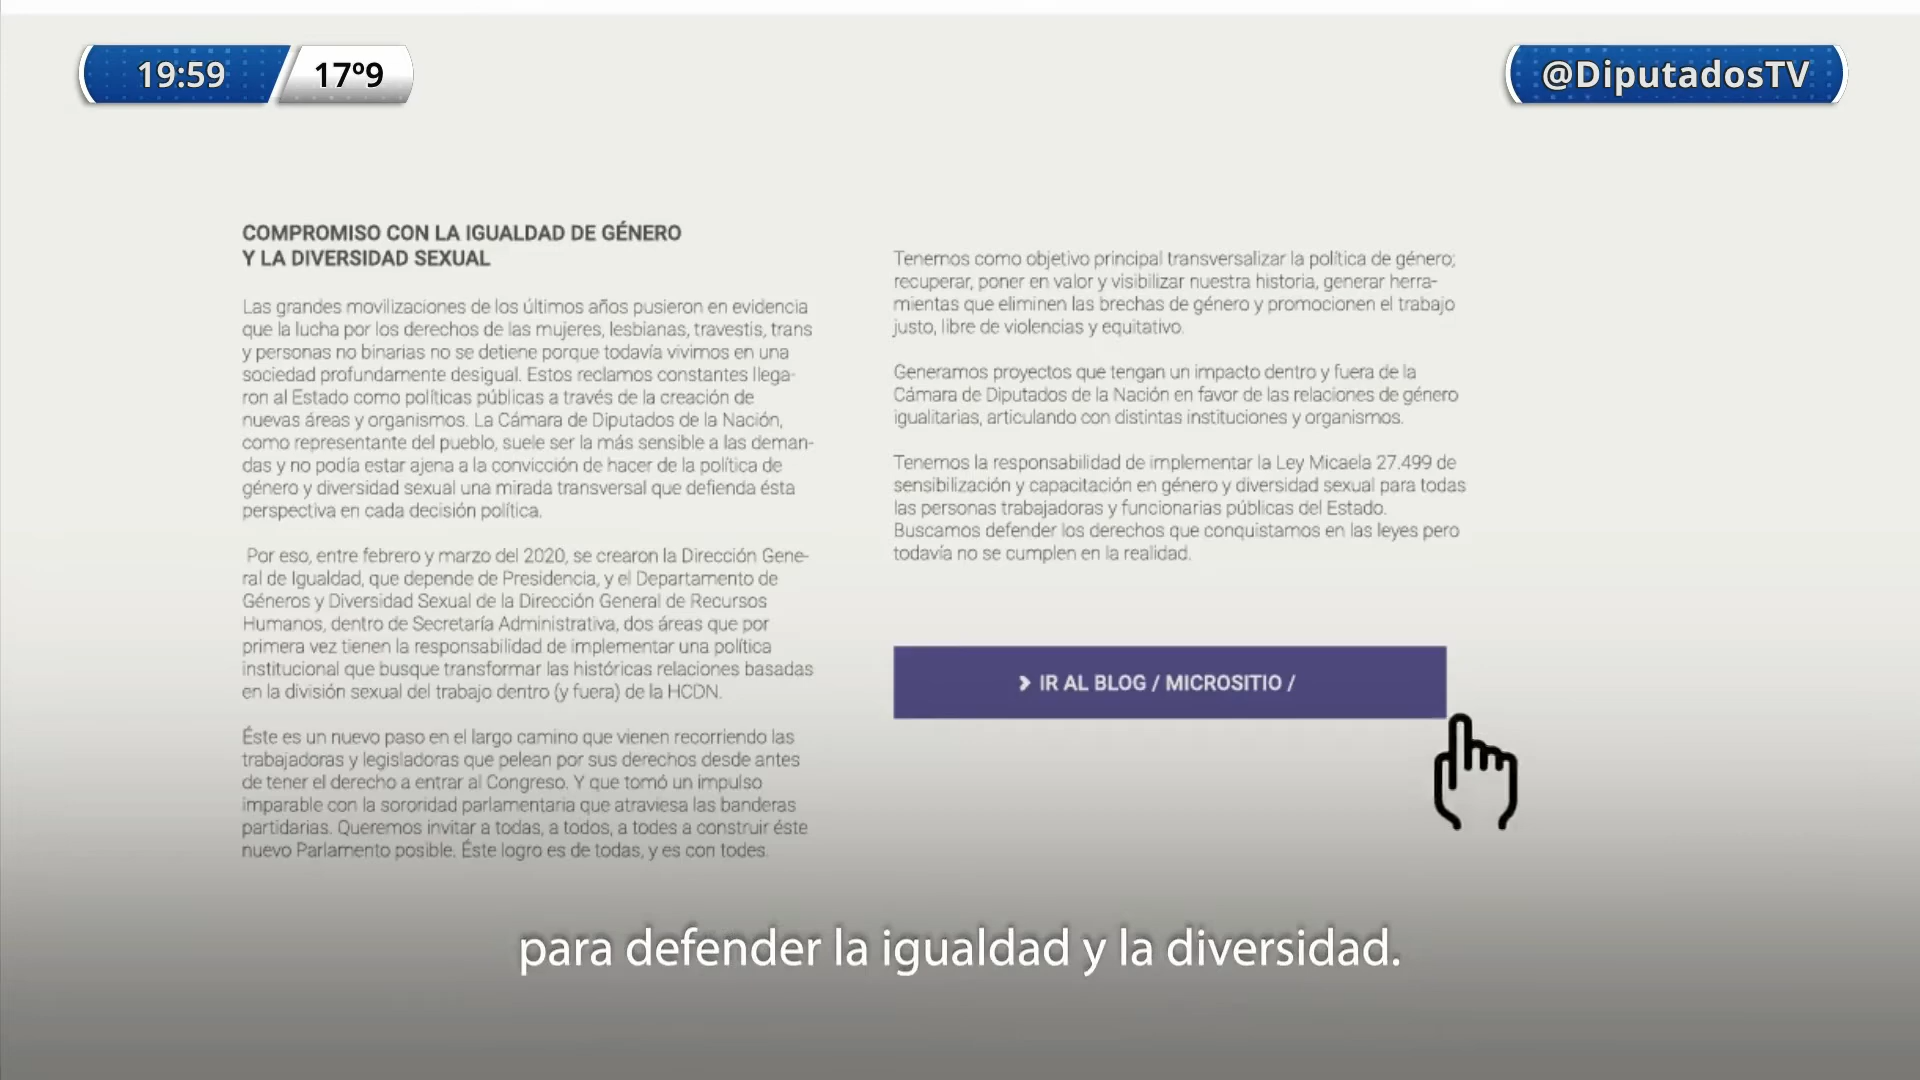 19:59
17º9
@DiputadosTV
COMPROMISO CON LA IGUALDAD DE GÉNERO
Y LA DIVERSIDAD SEXUAL
Las grandes movilizaciones de los últimos años pusieron en evidencia
que la lucha por los derechos de las mujeres, lesbianas, travestis, trans
y personas no binarias no se detiene porque todavía vivimos en una
sociedad profundamente desigual. Estos reclamos constantes llega-
ron al Estado como políticas públicas a través de la creación de
nuevas áreas y organismos. La Cámara de Diputados de la Nación,
como representante del pueblo, suele ser la más sensible a las deman-
das y no podía estar ajena a la convicción de hacer de la política de
género y diversidad sexual una mirada transversal que defienda ésta
perspectiva en cada decisión política.
Por eso, entre febrero y marzo del 2020, se crearon la Dirección Gene-
ral de Igualdad, que depende de Presidencia, y el Departamento de
Géneros y Diversidad Sexual de la Dirección General de Recursos
Humanos, dentro de Secretaría Administrativa, dos áreas que por
primera vez tienen la responsabilidad de implementar una política
institucional que busque transformar las históricas relaciones basadas
en la división sexual del trabajo dentro (y fuera) de la HCDN.
Éste es un nuevo paso en el largo camino que vienen recorriendo las
trabajadoras y legisladoras que pelean por sus derechos desde antes
de tener el derecho a entrar al Congreso. Y que tomó un impulso
imparable con la sororidad parlamentaria que atraviesa las banderas
partidarias. Queremos invitar a todas, a todos, a todes a construir éste
nuevo Parlamento posible. Éste logro es de todas, y es con todes.
Tenemos como objetivo principal transversalizar la política de género;
recuperar, poner en valor y visibilizar nuestra historia, generar herra-
mientas que eliminen las brechas de género y promocionen el trabajo
justo, libre de violencias y equitativo.
Generamos proyectos que tengan un impacto dentro y fuera de la
Cámara de Diputados de la Nación en favor de las relaciones de género
igualitarias, articulando con distintas instituciones y organismos.
Tenemos la responsabilidad de implementar la Ley Micaela 27.499 de
sensibilización y capacitación en género y diversidad sexual para todas
las personas trabajadoras y funcionarias públicas del Estado.
Buscamos defender los derechos que conquistamos en las leyes pero
todavía no se cumplen en la realidad.
IR AL BLOG / MICROSITIO /
para defender la igualdad y la diversidad.